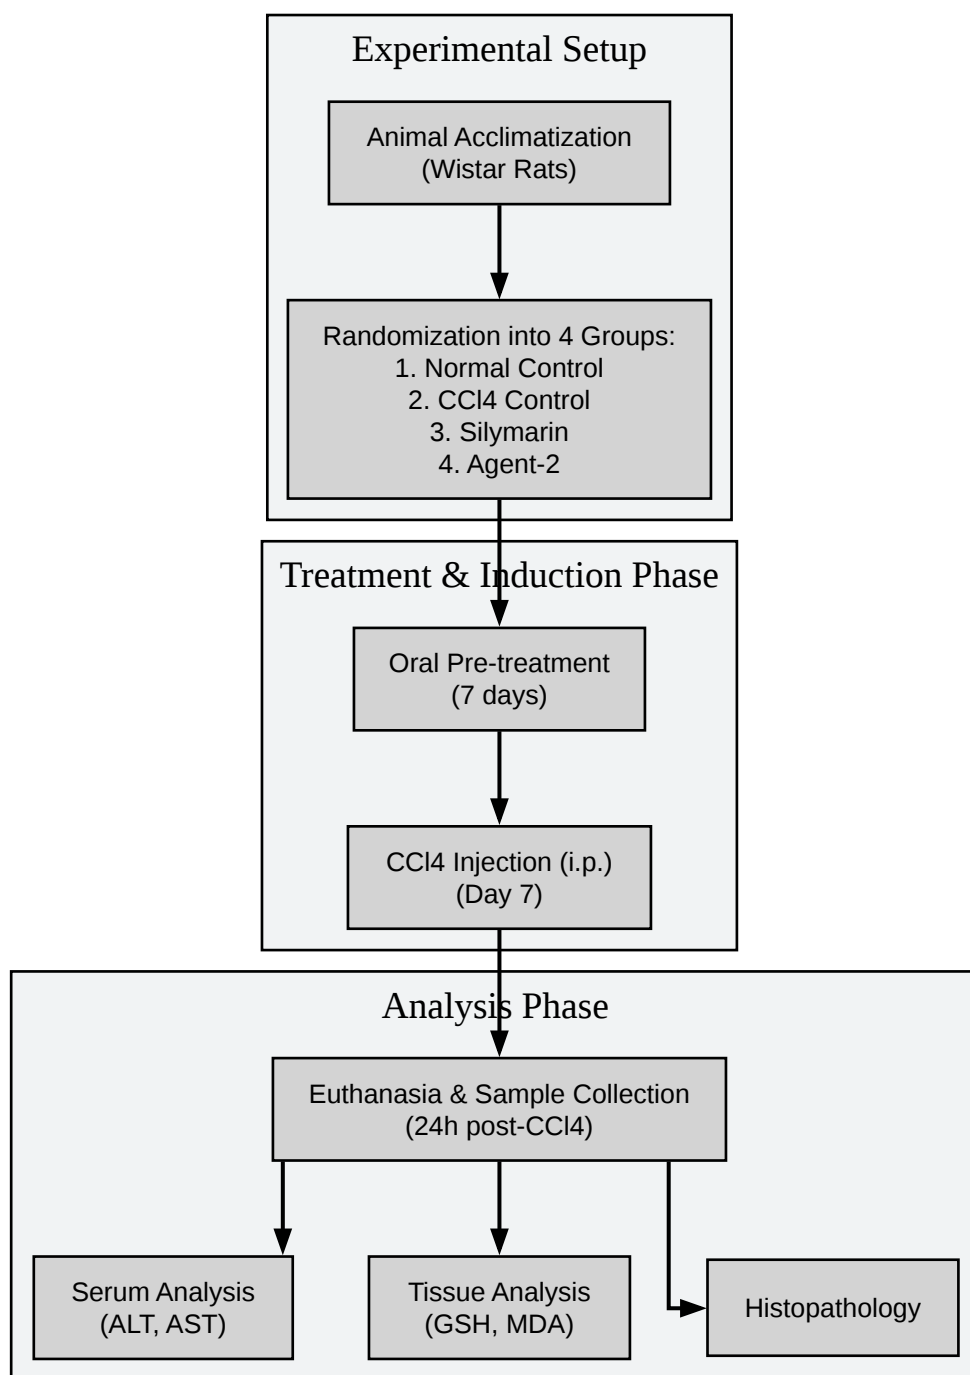 Experimental Setup
Animal Acclimatization
(Wistar Rats)
Randomization into 4 Groups:
1. Normal Control
2. CCl4 Control
3. Silymarin
4. Agent-2
Treatment & Induction Phase
Oral Pre-treatment
(7 days)
CCl4 Injection (i.p.)
(Day 7)
Analysis Phase
Euthanasia & Sample Collection
(24h post-CCl4)
Serum Analysis
(ALT, AST)
Tissue Analysis
(GSH, MDA)
Histopathology